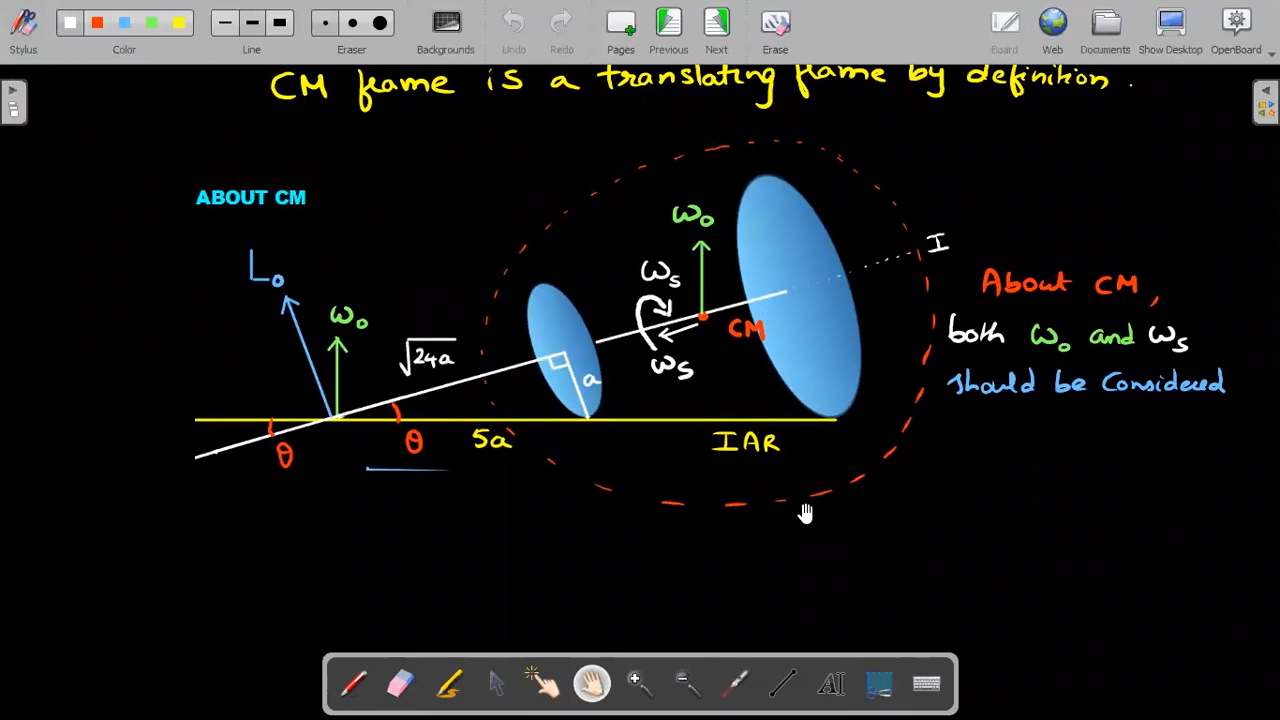 Stylus
Color
Line
Eraser
Backgrounds
Undo
Redo
Pages
Previous
Next
Erase
Board
Web
Documents
Show Desktop
OpenBoard
CM frame is a translating frame by definition.
ABOUT CM
L₀
ω₀
√24a
θ
θ
5a
a
ωs
ωs
ω₀
CM
IAR
I
About CM,
both ω₀ and ωs
should be Considered
AI